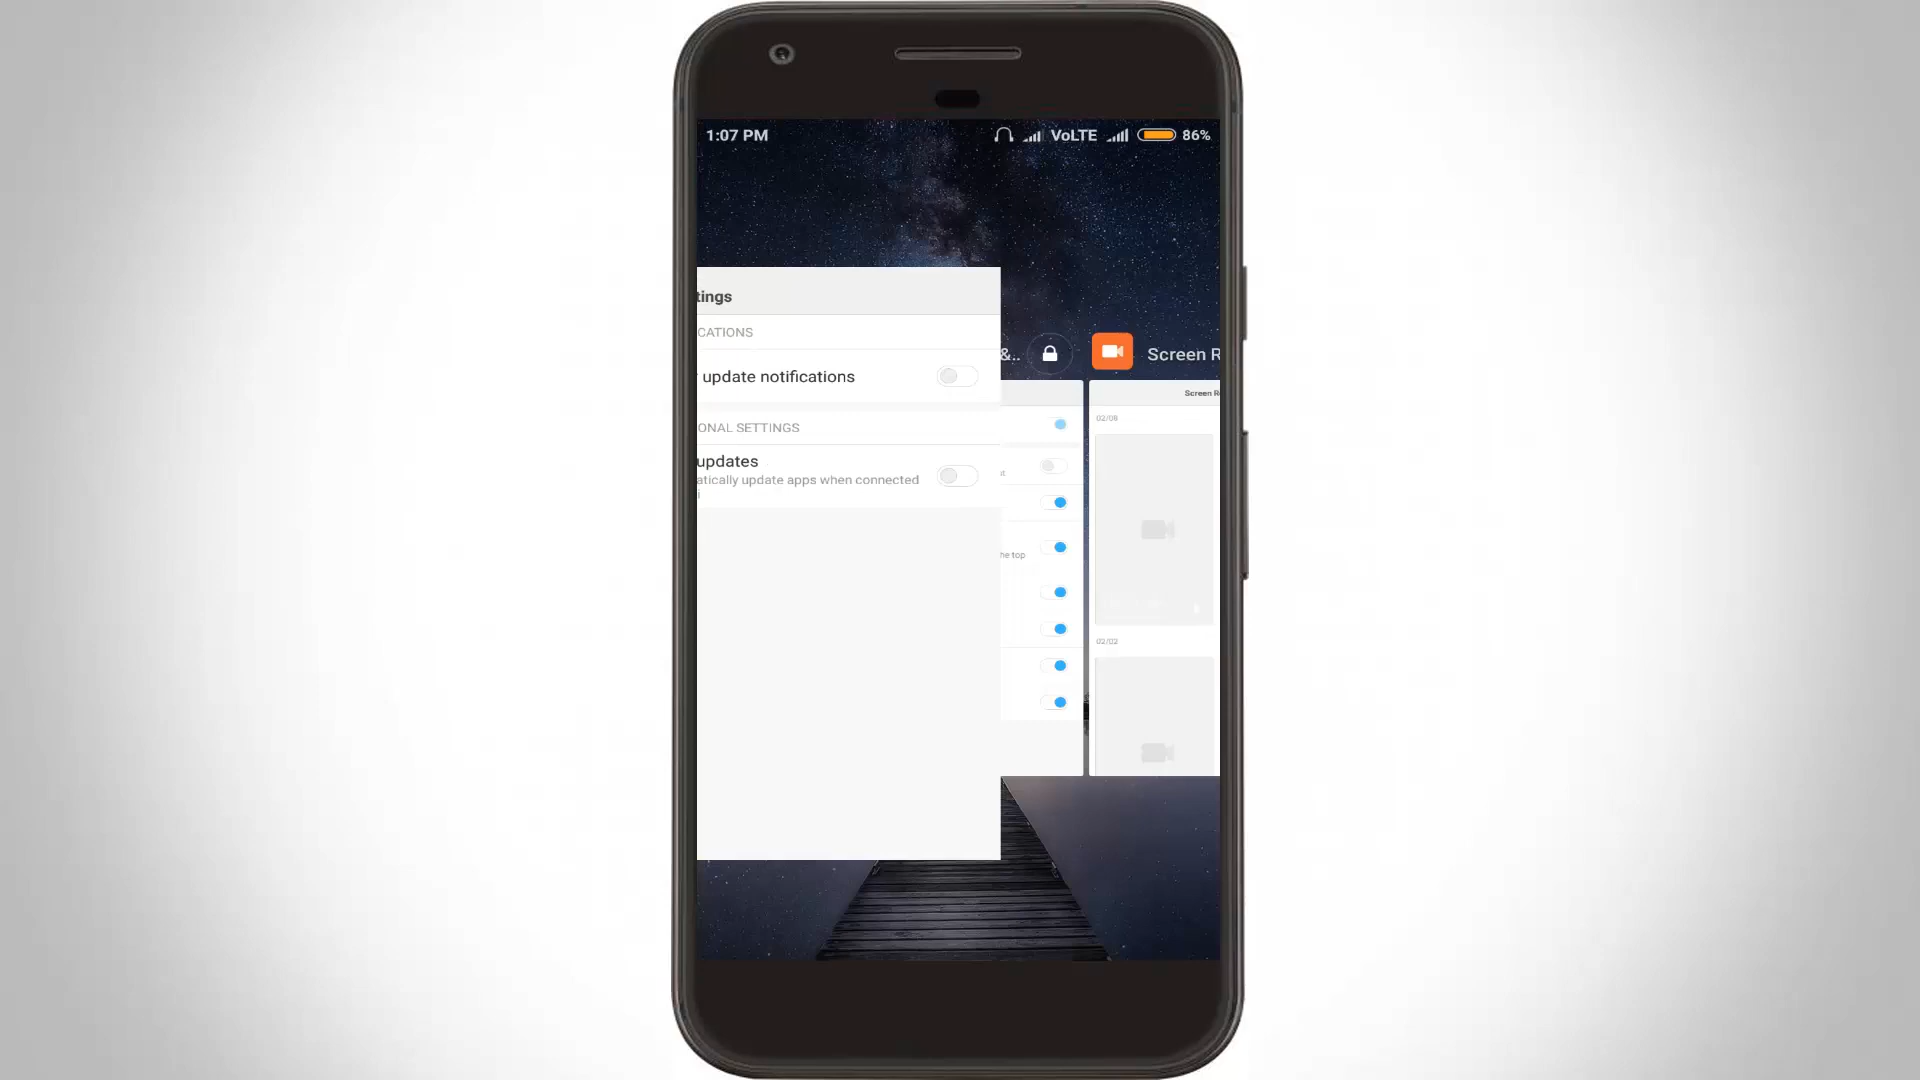 1:07 PM VoLTE 86%
tings
CATIONS
update notifications
ONAL SETTINGS
updates
atically update apps when connected
i
&..
Screen R
Screen R
02/08
he top
02/02